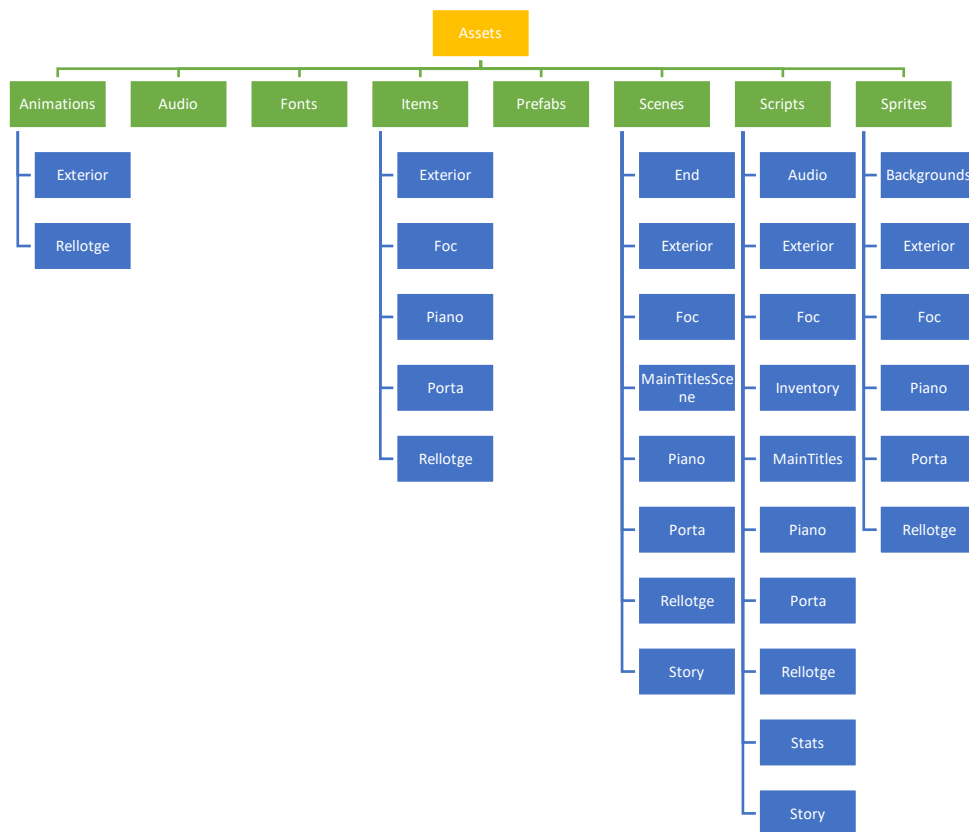 Assets
Animations
Audio
Fonts
Items
Prefabs
Scenes
Scripts
Sprites
Exterior
Rellotge
Exterior
Foc
Piano
Porta
Rellotge
End
Exterior
Foc
MainTitlesSce
ne
Piano
Porta
Rellotge
Story
Audio
Exterior
Foc
Inventory
MainTitles
Piano
Porta
Rellotge
Stats
Story
Backgrounds
Exterior
Foc
Piano
Porta
Rellotge